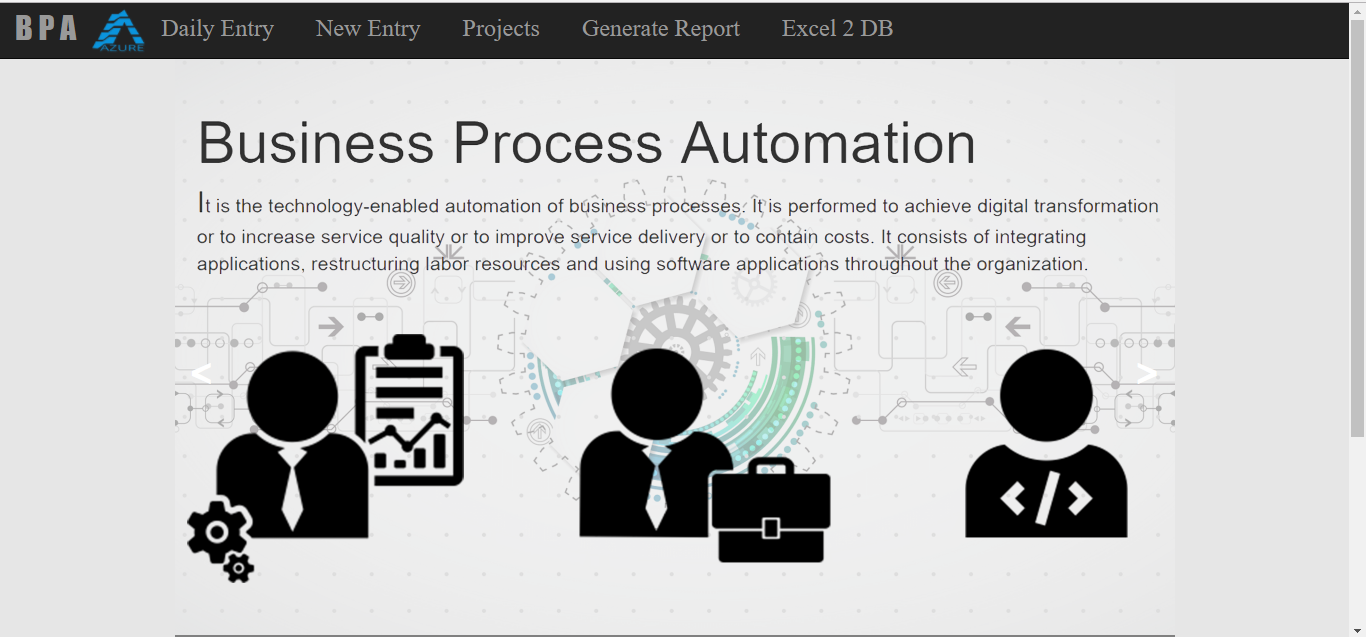 BPA AZURE Daily Entry New Entry Projects Generate Report Excel 2 DB
Business Process Automation
It is the technology-enabled automation of business processes. It is performed to achieve digital transformation
or to increase service quality or to improve service delivery or to contain costs. It consists of integrating
applications, restructuring labor resources and using software applications throughout the organization.
< >